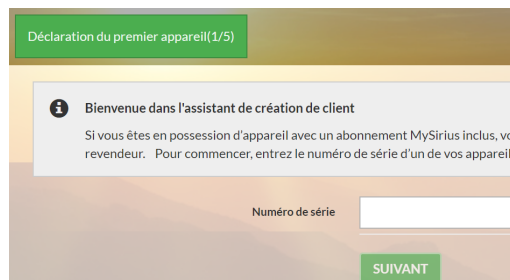 Déclaration du premier appareil(1/5)
Bienvenue dans l'assistant de création de client
Si vous êtes en possession d'appareil avec un abonnement MySirius inclus,
revendeur. Pour commencer, entrez le numéro de série d'un de vos appareil
Numéro de série
SUIVANT